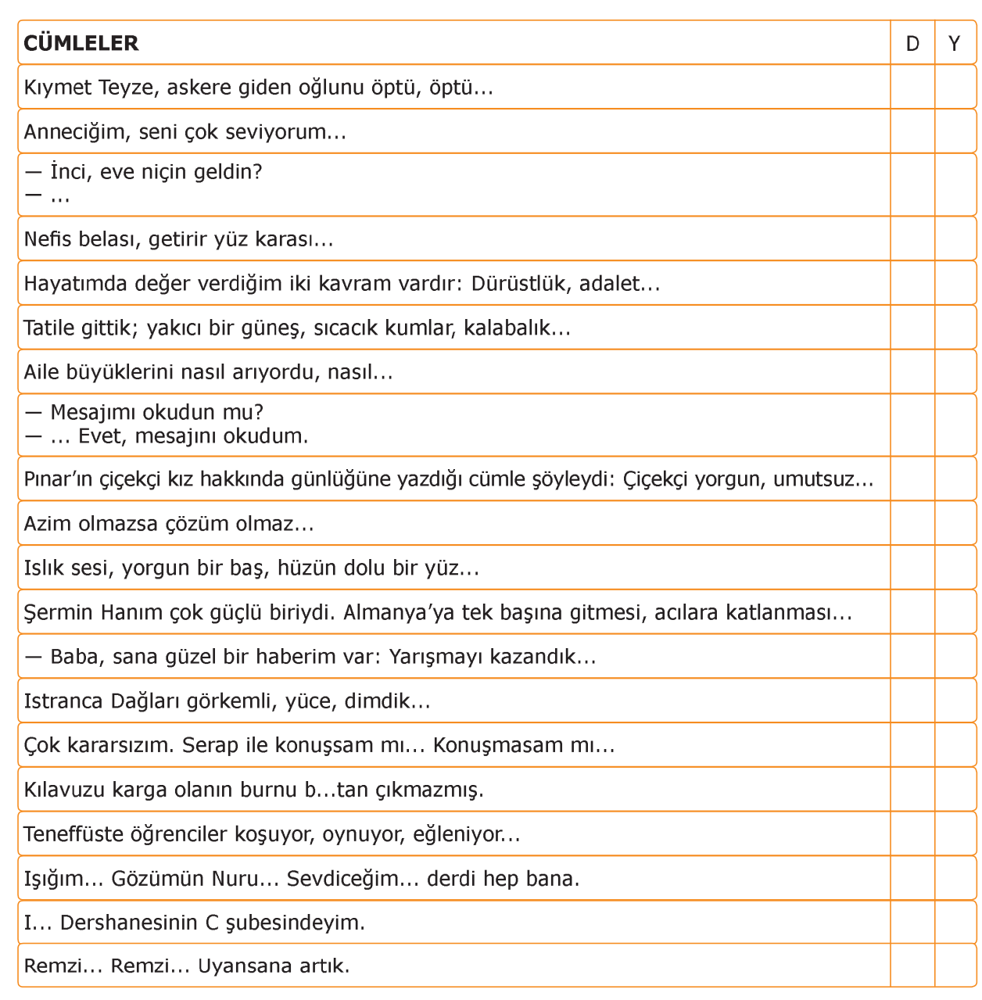 CÜMLELER D Y
Kıymet Teyze, askere giden oğlunu öptü, öptü...
Anneciğim, seni çok seviyorum...
— İnci, eve niçin geldin?
— ...
Nefis belası, getirir yüz karası...
Hayatımda değer verdiğim iki kavram vardır: Dürüstlük, adalet...
Tatile gittik; yakıcı bir güneş, sıcacık kumlar, kalabalık...
Aile büyüklerini nasıl arıyordu, nasıl...
— Mesajımı okudun mu?
— ... Evet, mesajını okudum.
Pınar’ın çiçekçi kız hakkında günlüğüne yazdığı cümle şöyleydi: Çiçekçi yorgun, umutsuz...
Azim olmazsa çözüm olmaz...
Islık sesi, yorgun bir baş, hüzün dolu bir yüz...
Şermin Hanım çok güçlü biriydi. Almanya’ya tek başına gitmesi, acılara katlanması...
— Baba, sana güzel bir haberim var: Yarışmayı kazandık...
Istranca Dağları görkemli, yüce, dimdik...
Çok kararsızım. Serap ile konuşsam mı... Konuşmasam mı...
Kılavuzu karga olanın burnu b...tan çıkmazmış.
Teneffüste öğrenciler koşuyor, oynuyor, eğleniyor...
Işığım... Gözümün Nuru... Sevdiceğim... derdi hep bana.
I... Dershanesinin C şubesindeyim.
Remzi... Remzi... Uyansana artık.